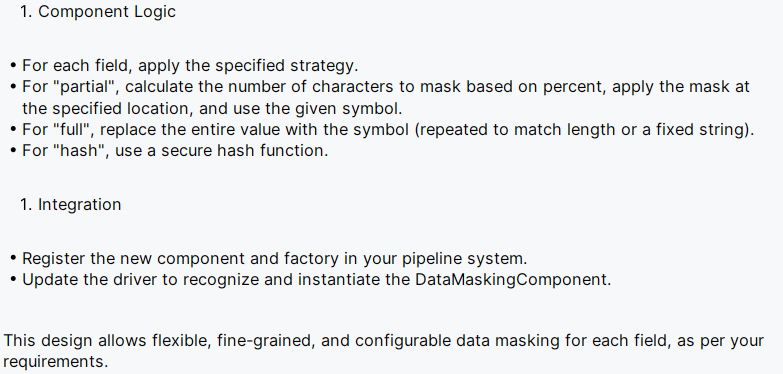 1. Component Logic
• For each field, apply the specified strategy.
• For "partial", calculate the number of characters to mask based on percent, apply the mask at
the specified location, and use the given symbol.
• For "full", replace the entire value with the symbol (repeated to match length or a fixed string).
• For "hash", use a secure hash function.
1. Integration
• Register the new component and factory in your pipeline system.
• Update the driver to recognize and instantiate the DataMaskingComponent.
This design allows flexible, fine-grained, and configurable data masking for each field, as per your
requirements.